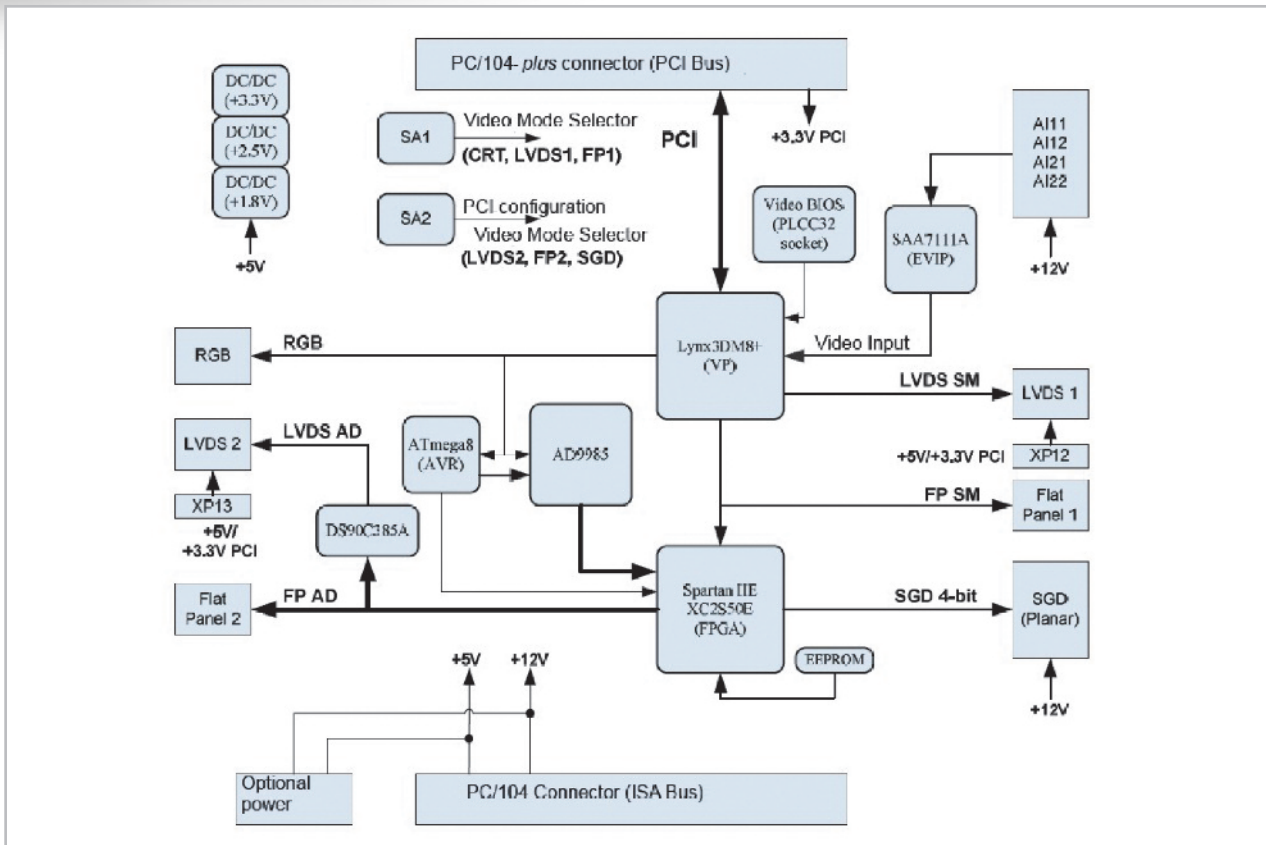 PC/104-plus connector (PCI Bus)
DC/DC
(+3.3V)
DC/DC
(+2.5V)
DC/DC
(+1.8V)
+5V
SA1
Video Mode Selector
(CRT, LVDS1, FP1)
SA2
PCI configuration
Video Mode Selector
(LVDS2, FP2, SGD)
PCI
+3.3V PCI
Video BIOS
(PLCC32
socket)
AI11
AI12
AI21
AI22
SAA7111A
(EVIP)
+12V
RGB
RGB
Lynx3DM8+
(VP)
Video Input
LVDS SM
LVDS 1
+5V/+3.3V PCI
XP12
LVDS 2
LVDS AD
XP13
+5V/
+3.3V PCI
ATmega8
(AVR)
AD9985
DS90C385A
FP SM
Flat
Panel 1
Flat
Panel 2
FP AD
Spartan IIE
XC2S50E
(FPGA)
SGD 4-bit
SGD
(Planar)
EEPROM
+12V
+5V
+12V
Optional
power
PC/104 Connector (ISA Bus)